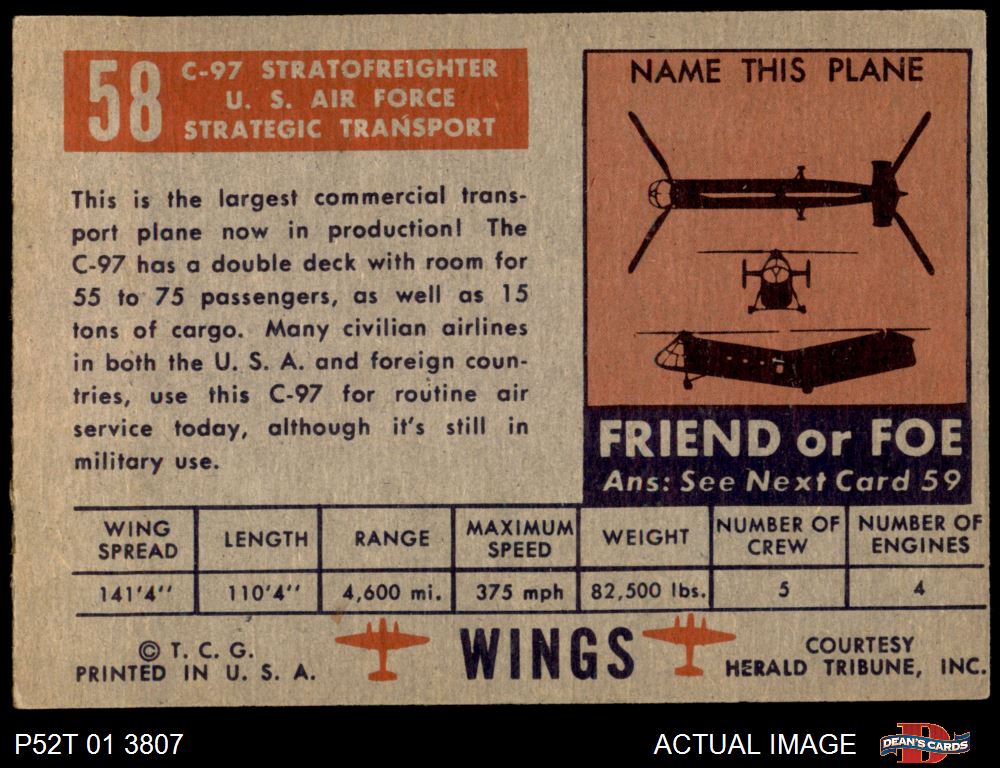 58
C-97 STRATOFREIGHTER
U. S. AIR FORCE
STRATEGIC TRANSPORT
This is the largest commercial trans-
port plane now in production! The
C-97 has a double deck with room for
55 to 75 passengers, as well as 15
tons of cargo. Many civilian airlines
in both the U. S. A. and foreign coun-
tries, use this C-97 for routine air
service today, although it's still in
military use.
NAME THIS PLANE
FRIEND or FOE
Ans: See Next Card 59
WING SPREAD
LENGTH
RANGE
MAXIMUM SPEED
WEIGHT
NUMBER OF CREW
NUMBER OF ENGINES
141'4"
110'4"
4,600 mi.
375 mph
82,500 lbs.
5
4
© T. C. G.
PRINTED IN U. S. A.
WINGS
COURTESY
HERALD TRIBUNE, INC.
P52T 01 3807
ACTUAL IMAGE
DEAN'S CARDS